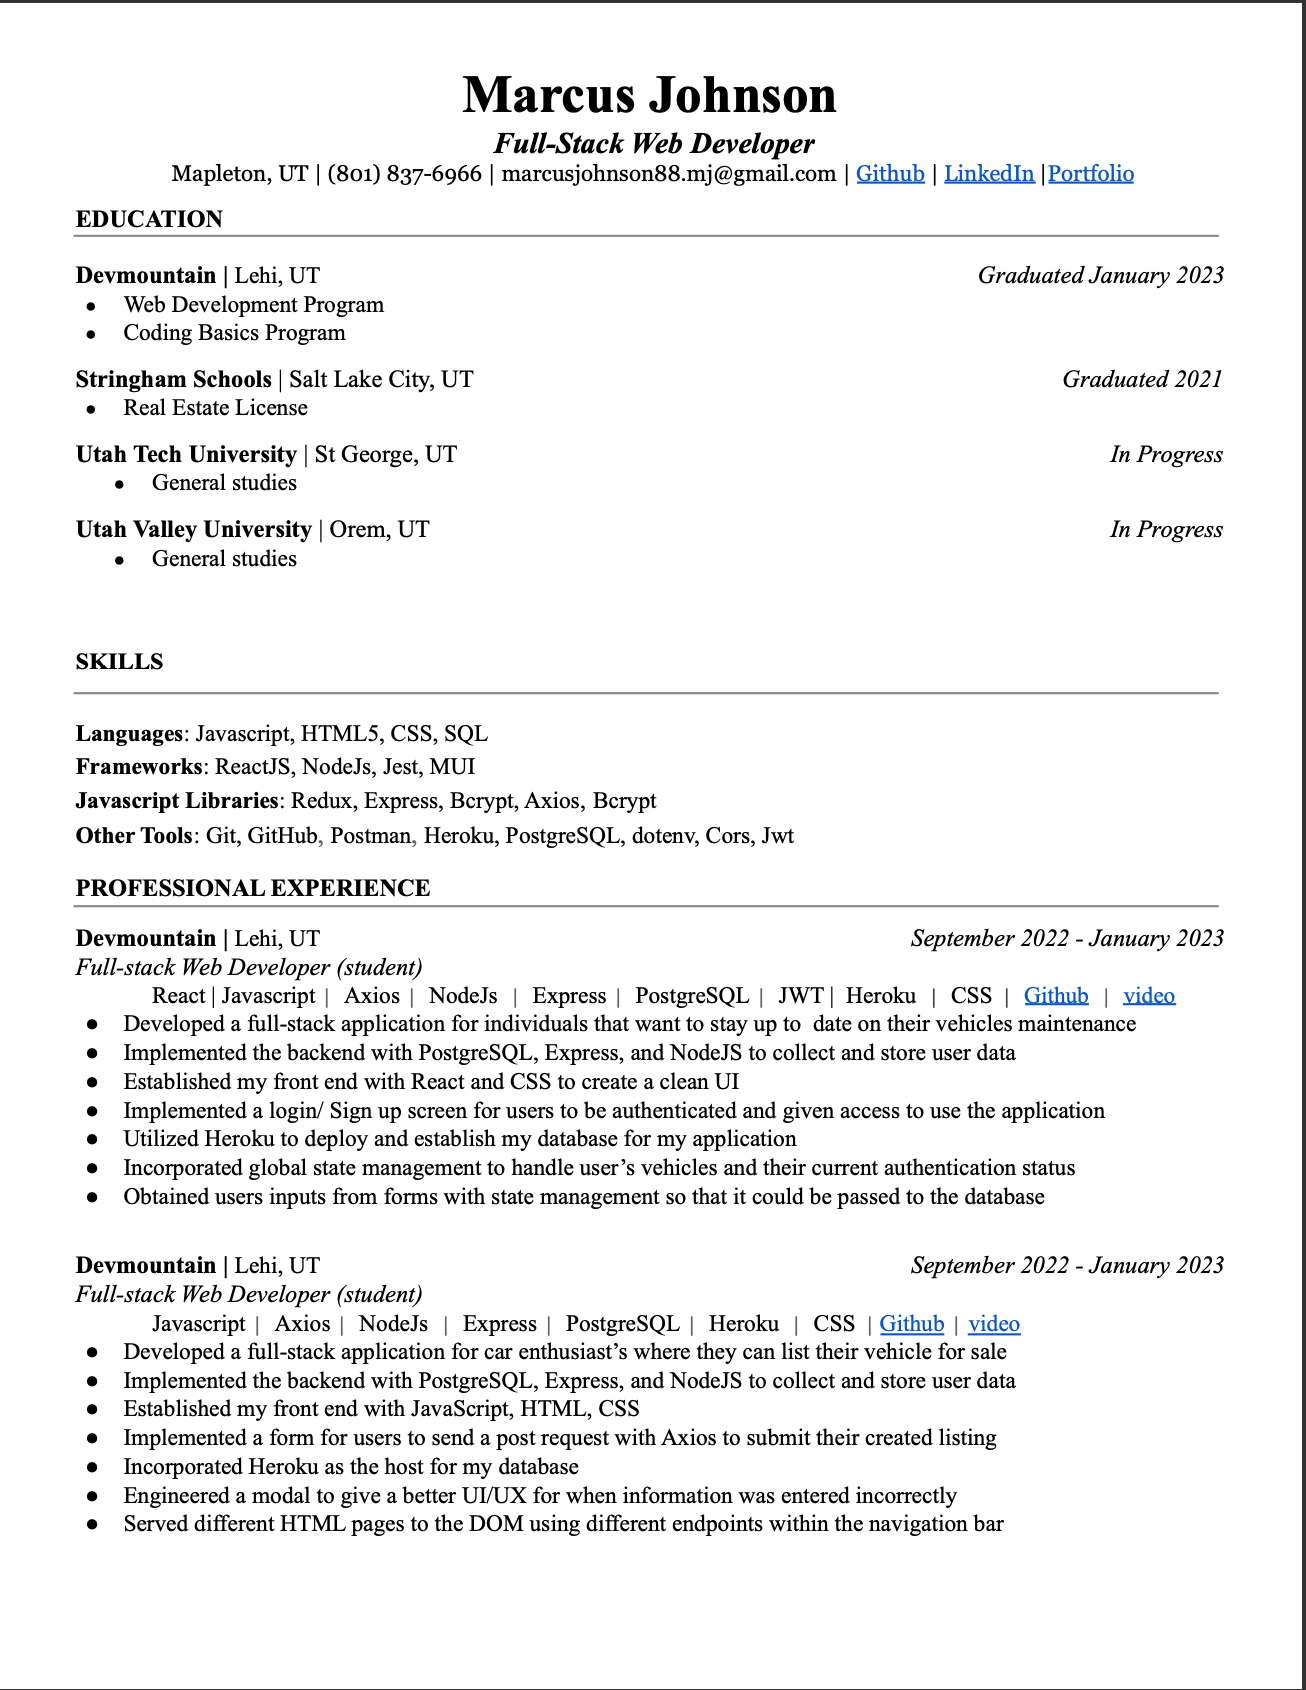 Marcus Johnson
Full-Stack Web Developer
Mapleton, UT | (801) 837-6966 | marcusjohnson88.mj@gmail.com | Github | LinkedIn |Portfolio
EDUCATION
Devmountain | Lehi, UT Graduated January 2023
● Web Development Program
● Coding Basics Program
Stringham Schools | Salt Lake City, UT Graduated 2021
● Real Estate License
Utah Tech University | St George, UT In Progress
● General studies
Utah Valley University | Orem, UT In Progress
● General studies
SKILLS
Languages: Javascript, HTML5, CSS, SQL
Frameworks: ReactJS, NodeJs, Jest, MUI
Javascript Libraries: Redux, Express, Bcrypt, Axios, Bcrypt
Other Tools: Git, GitHub, Postman, Heroku, PostgreSQL, dotenv, Cors, Jwt
PROFESSIONAL EXPERIENCE
Devmountain | Lehi, UT September 2022 - January 2023
Full-stack Web Developer (student)
React | Javascript | Axios | NodeJs | Express | PostgreSQL | JWT | Heroku | CSS | Github | video
● Developed a full-stack application for individuals that want to stay up to date on their vehicles maintenance
● Implemented the backend with PostgreSQL, Express, and NodeJS to collect and store user data
● Established my front end with React and CSS to create a clean UI
● Implemented a login/ Sign up screen for users to be authenticated and given access to use the application
● Utilized Heroku to deploy and establish my database for my application
● Incorporated global state management to handle user’s vehicles and their current authentication status
● Obtained users inputs from forms with state management so that it could be passed to the database
Devmountain | Lehi, UT September 2022 - January 2023
Full-stack Web Developer (student)
Javascript | Axios | NodeJs | Express | PostgreSQL | Heroku | CSS | Github | video
● Developed a full-stack application for car enthusiast’s where they can list their vehicle for sale
● Implemented the backend with PostgreSQL, Express, and NodeJS to collect and store user data
● Established my front end with JavaScript, HTML, CSS
● Implemented a form for users to send a post request with Axios to submit their created listing
● Incorporated Heroku as the host for my database
● Engineered a modal to give a better UI/UX for when information was entered incorrectly
● Served different HTML pages to the DOM using different endpoints within the navigation bar